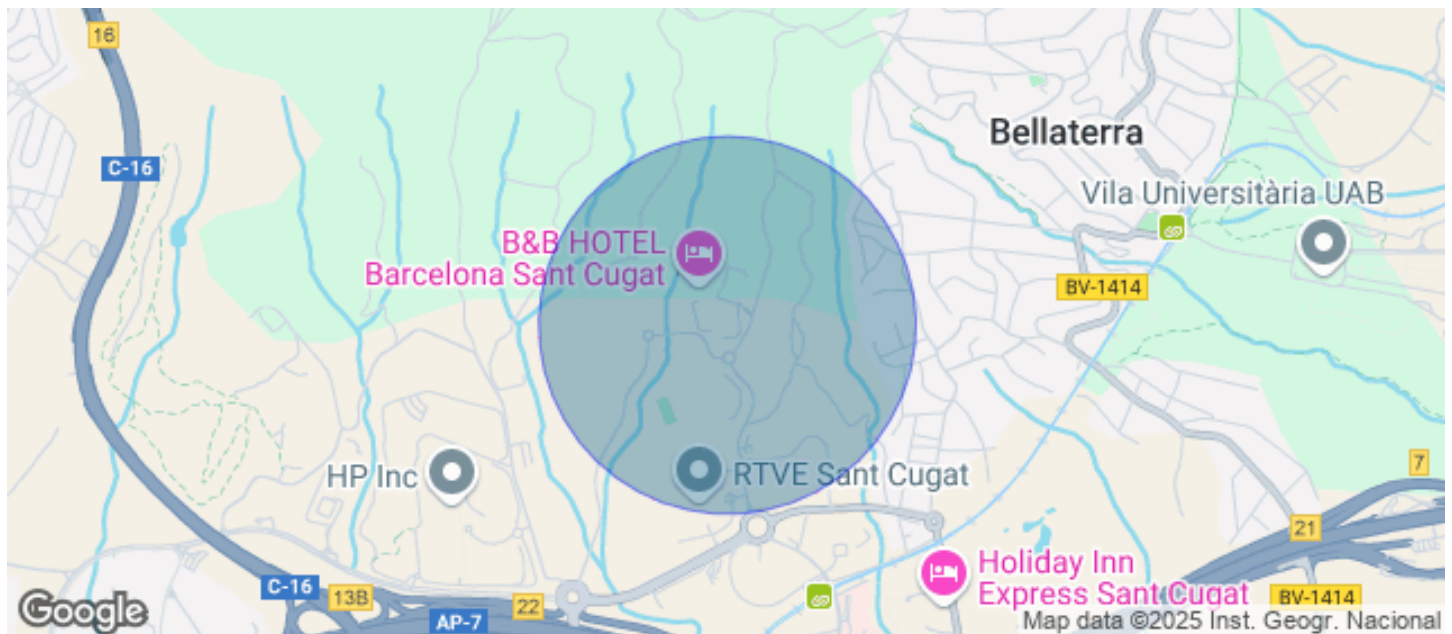 16
Bellaterra
C-16
Vila Universitària UAB
B&B HOTEL
Barcelona Sant Cugat
BV-1414
HP Inc
RTVE Sant Cugat
7
21
Holiday Inn
Express Sant Cugat
C-16
13B
22
BV-1414
AP-7
Google
Map data ©2025 Inst. Geogr. Nacional